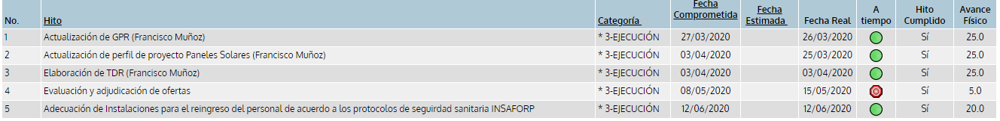 No. Hito Categoría Fecha Comprometida Fecha Estimada Fecha Real A tiempo Hito Cumplido Avance Físico
1 Actualización de GPR (Francisco Muñoz) * 3-EJECUCIÓN 27/03/2020 26/03/2020 Sí 25.0
2 Actualización de perfil de proyecto Paneles Solares (Francisco Muñoz) * 3-EJECUCIÓN 03/04/2020 25/03/2020 Sí 25.0
3 Elaboración de TDR (Francisco Muñoz) * 3-EJECUCIÓN 03/04/2020 03/04/2020 Sí 25.0
4 Evaluación y adjudicación de ofertas * 3-EJECUCIÓN 08/05/2020 15/05/2020 Sí 5.0
5 Adecuación de Instalaciones para el reingreso del personal de acuerdo a los protocolos de seguirdad sanitaria INSAFORP * 3-EJECUCIÓN 12/06/2020 12/06/2020 Sí 20.0